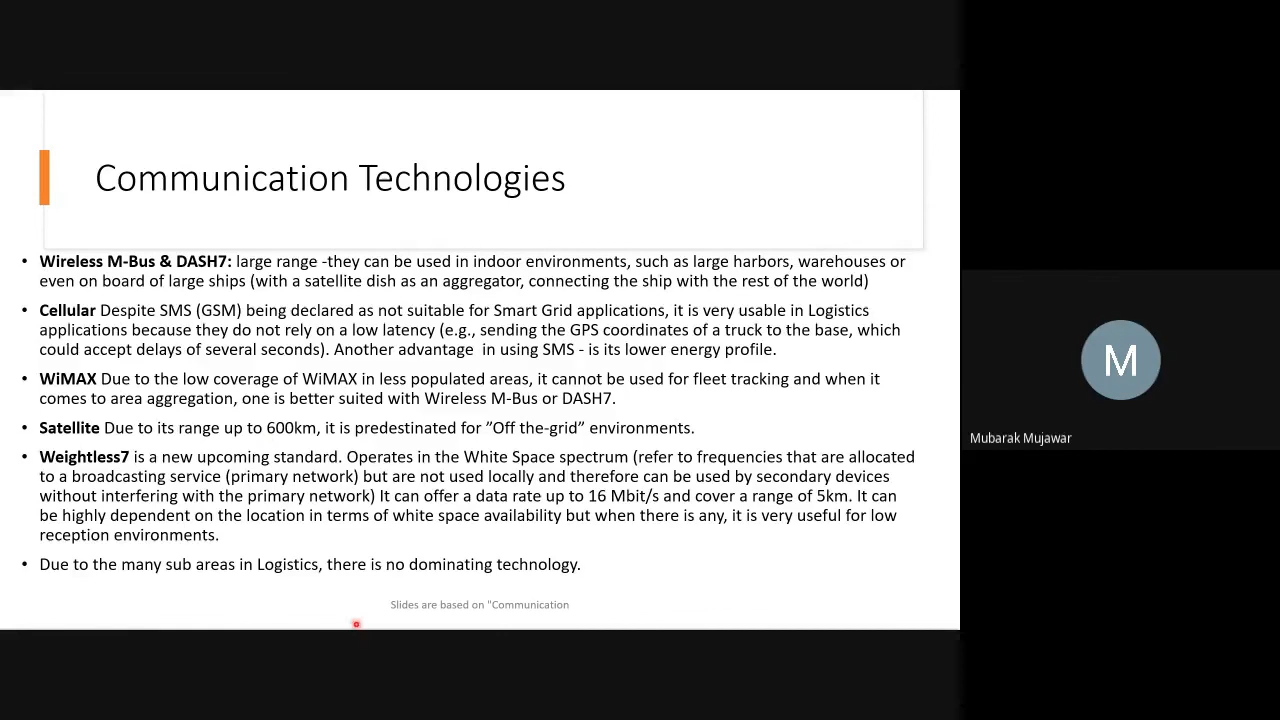 Communication Technologies
• Wireless M-Bus & DASH7: large range -they can be used in indoor environments, such as large harbors, warehouses or
even on board of large ships (with a satellite dish as an aggregator, connecting the ship with the rest of the world)
• Cellular Despite SMS (GSM) being declared as not suitable for Smart Grid applications, it is very usable in Logistics
applications because they do not rely on a low latency (e.g., sending the GPS coordinates of a truck to the base, which
could accept delays of several seconds). Another advantage in using SMS - is its lower energy profile.
• WiMAX Due to the low coverage of WiMAX in less populated areas, it cannot be used for fleet tracking and when it
comes to area aggregation, one is better suited with Wireless M-Bus or DASH7.
• Satellite Due to its range up to 600km, it is predestinated for ”Off the-grid” environments.
• Weightless7 is a new upcoming standard. Operates in the White Space spectrum (refer to frequencies that are allocated
to a broadcasting service (primary network) but are not used locally and therefore can be used by secondary devices
without interfering with the primary network) It can offer a data rate up to 16 Mbit/s and cover a range of 5km. It can
be highly dependent on the location in terms of white space availability but when there is any, it is very useful for low
reception environments.
• Due to the many sub areas in Logistics, there is no dominating technology.
Slides are based on "Communication
M
Mubarak Mujawar